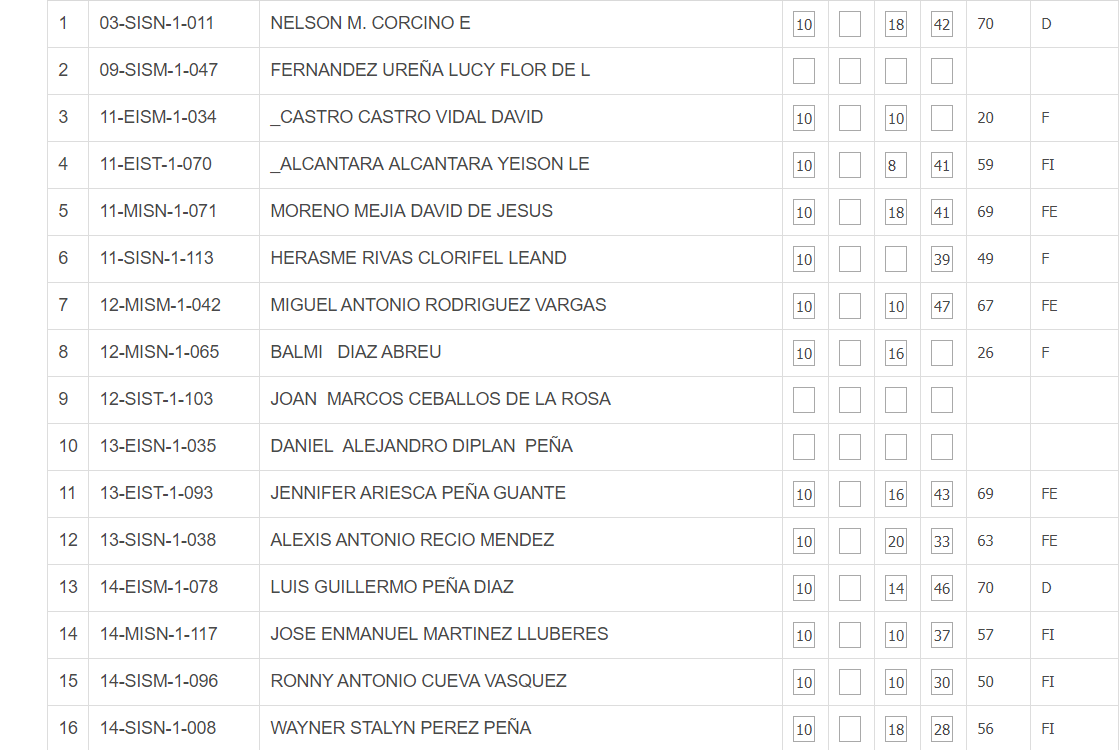 1 03-SISN-1-011 NELSON M. CORCINO E 10 18 42 70 D
2 09-SISM-1-047 FERNANDEZ UREÑA LUCY FLOR DE L
3 11-EISM-1-034 _CASTRO CASTRO VIDAL DAVID 10 10 20 F
4 11-EIST-1-070 _ALCANTARA ALCANTARA YEISON LE 10 8 41 59 FI
5 11-MISN-1-071 MORENO MEJIA DAVID DE JESUS 10 18 41 69 FE
6 11-SISN-1-113 HERASME RIVAS CLORIFEL LEAND 10 39 49 F
7 12-MISM-1-042 MIGUEL ANTONIO RODRIGUEZ VARGAS 10 10 47 67 FE
8 12-MISN-1-065 BALMI DIAZ ABREU 10 16 26 F
9 12-SIST-1-103 JOAN MARCOS CEBALLOS DE LA ROSA
10 13-EISN-1-035 DANIEL ALEJANDRO DIPLAN PEÑA
11 13-EIST-1-093 JENNIFER ARIESCA PEÑA GUANTE 10 16 43 69 FE
12 13-SISN-1-038 ALEXIS ANTONIO RECIO MENDEZ 10 20 33 63 FE
13 14-EISM-1-078 LUIS GUILLERMO PEÑA DIAZ 10 14 46 70 D
14 14-MISN-1-117 JOSE ENMANUEL MARTINEZ LLUBERES 10 10 37 57 FI
15 14-SISM-1-096 RONNY ANTONIO CUEVA VASQUEZ 10 10 30 50 FI
16 14-SISN-1-008 WAYNER STALYN PEREZ PEÑA 10 18 28 56 FI